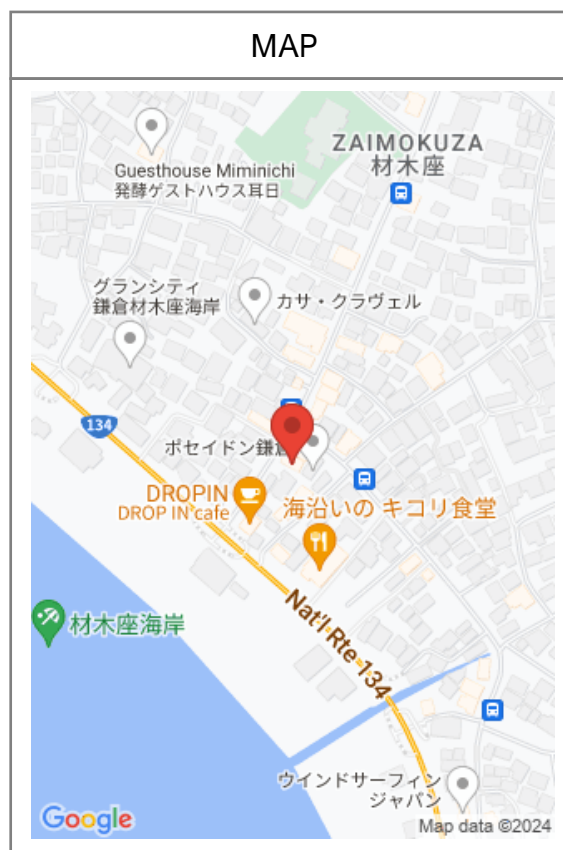 MAP
ZAIMOKUZA
材木座
Guesthouse Miminichi
発酵ゲストハウス耳日
グランシティ
鎌倉材木座海岸
カサ・クラヴェル
134
ポセイドン鎌倉
DROPIN
DROP IN cafe
海沿いの キコリ食堂
Nat'l Rte 134
材木座海岸
ウインドサーフィン
ジャパン
Google
Map data ©2024